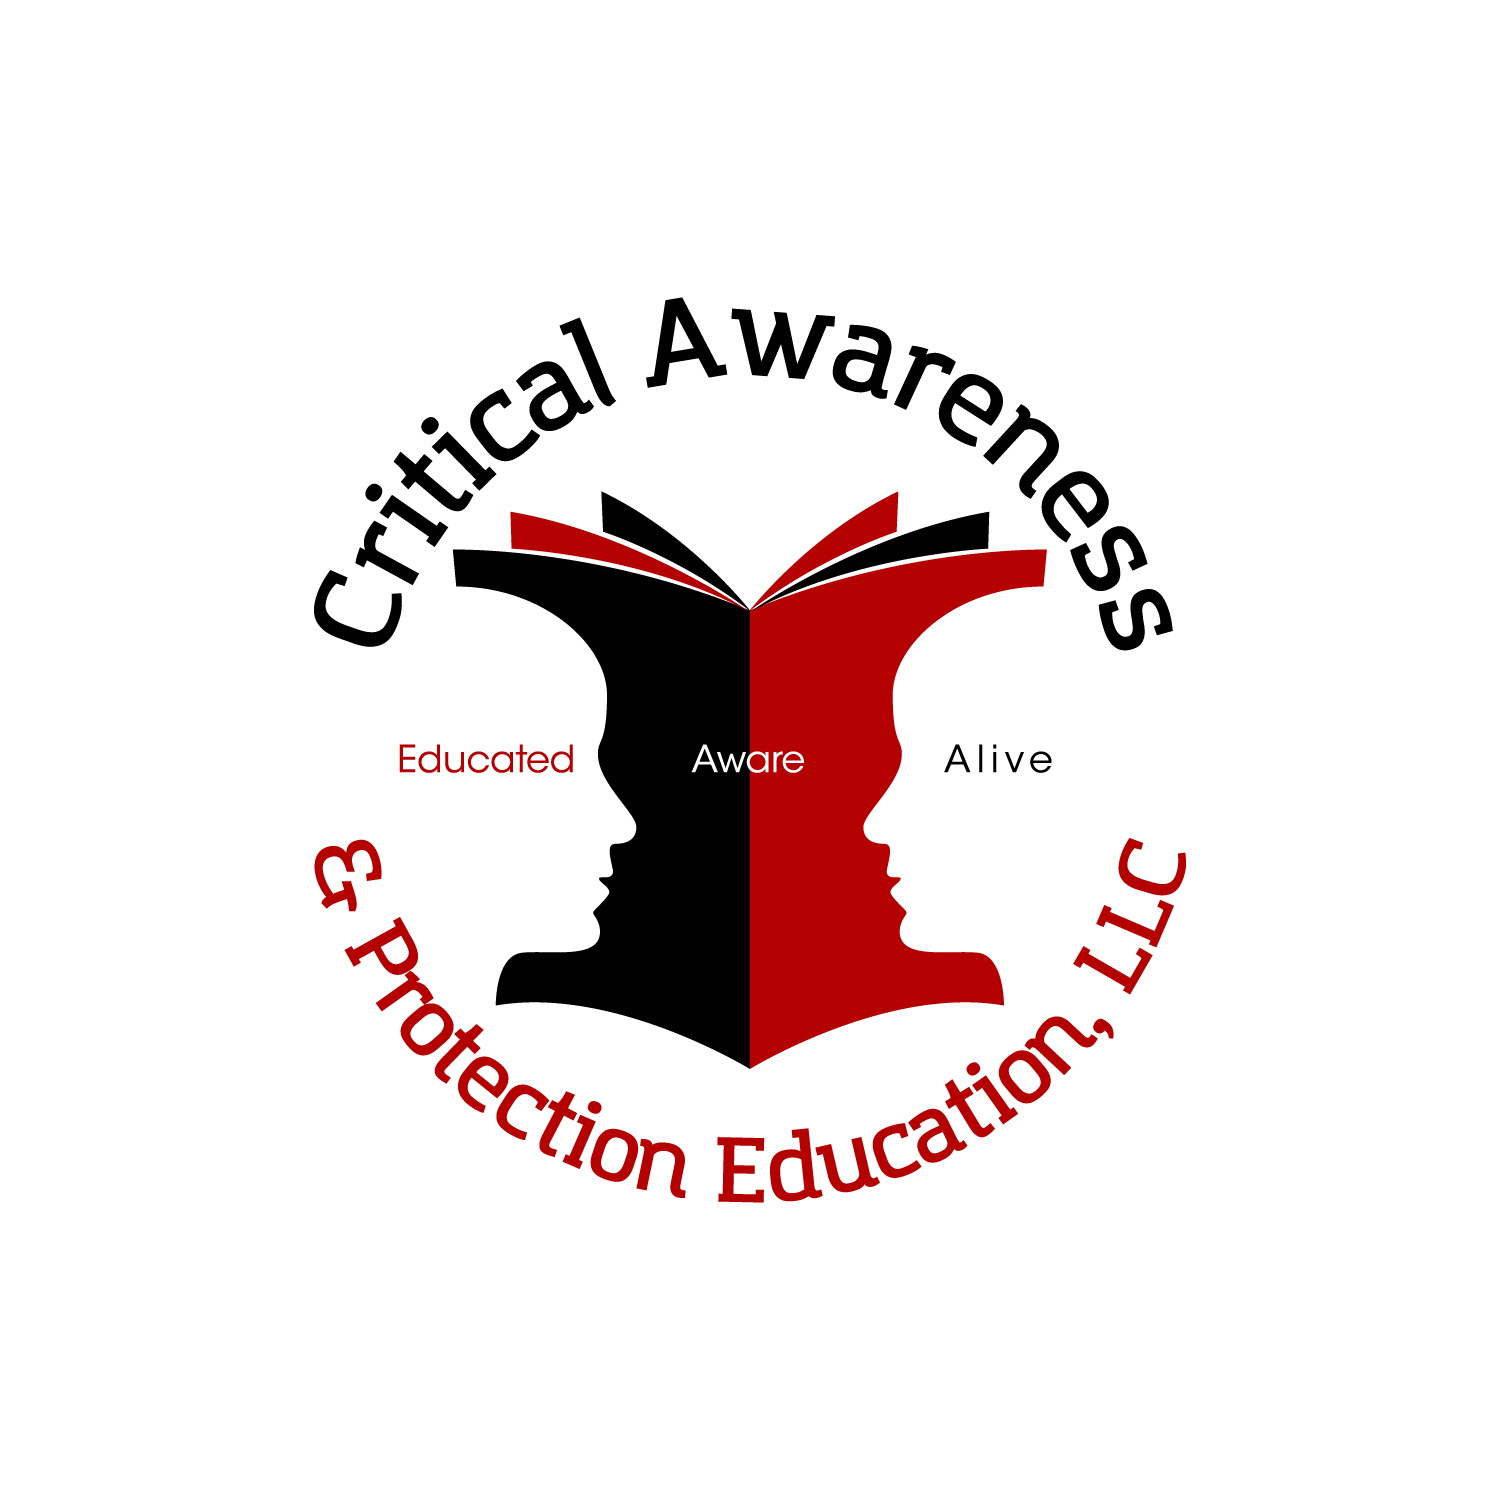 Critical Awareness
Educated Aware Alive
& Protection Education, LLC